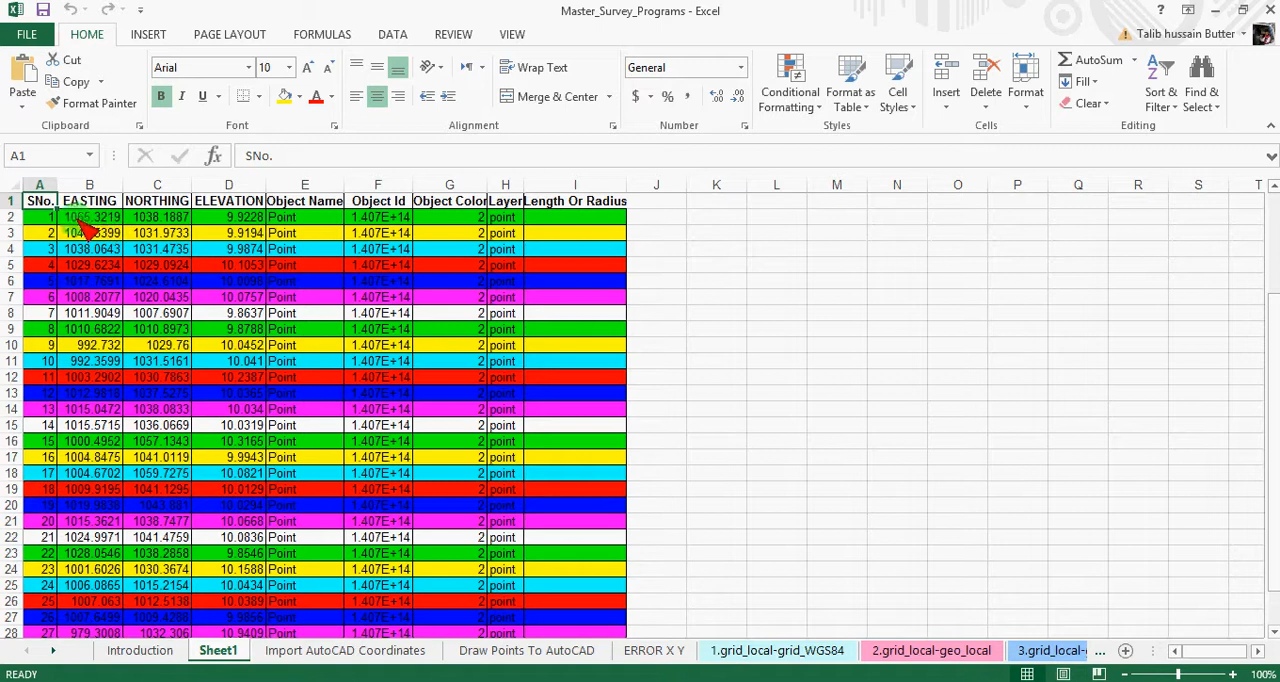 Master_Survey_Programs - Excel
FILE HOME INSERT PAGE LAYOUT FORMULAS DATA REVIEW VIEW Talib hussain Butter
Paste Cut Copy Format Painter Clipboard
Arial 10 B I U Font
Wrap Text Merge & Center Alignment
General $ % , Number
Conditional Formatting Format as Table Cell Styles Styles
Insert Delete Format Cells
AutoSum Fill Clear Sort & Filter Find & Select Editing
A1 fx SNo.
A B C D E F G H I J K L M N O P Q R S T
1 SNo. EASTING NORTHING ELEVATION Object Name Object Id Object Color Layer Length Or Radius
2 1 1065.3219 1038.1887 9.9228 Point 1.407E+14 2 point
3 2 1031.9733 9.9194 Point 1.407E+14 2 point
4 3 1038.0643 1031.4735 9.9874 Point 1.407E+14 2 point
5 4 1029.6234 1029.0924 10.1053 Point 1.407E+14 2 point
6 5 1017.7691 1024.6104 10.0098 Point 1.407E+14 2 point
7 6 1008.2077 1020.0435 10.0757 Point 1.407E+14 2 point
8 7 1011.9049 1007.6907 9.8637 Point 1.407E+14 2 point
9 8 1010.6822 1010.8973 9.8788 Point 1.407E+14 2 point
10 9 992.732 1029.76 10.0452 Point 1.407E+14 2 point
11 10 992.3599 1031.5161 10.041 Point 1.407E+14 2 point
12 11 1003.2902 1030.7863 10.2387 Point 1.407E+14 2 point
13 12 1012.9818 1037.5275 10.0365 Point 1.407E+14 2 point
14 13 1015.0472 1038.0833 10.034 Point 1.407E+14 2 point
15 14 1015.5715 1036.0669 10.0319 Point 1.407E+14 2 point
16 15 1000.4952 1057.1343 10.3165 Point 1.407E+14 2 point
17 16 1004.8475 1041.0119 9.9943 Point 1.407E+14 2 point
18 17 1004.6702 1059.7275 10.0821 Point 1.407E+14 2 point
19 18 1009.9195 1041.1295 10.0129 Point 1.407E+14 2 point
20 19 1019.9838 1043.881 10.0294 Point 1.407E+14 2 point
21 20 1015.3621 1038.7477 10.0668 Point 1.407E+14 2 point
22 21 1024.9971 1041.4759 10.0836 Point 1.407E+14 2 point
23 22 1028.0546 1038.2858 9.8546 Point 1.407E+14 2 point
24 23 1001.6026 1030.3674 10.1588 Point 1.407E+14 2 point
25 24 1006.0865 1015.2154 10.0434 Point 1.407E+14 2 point
26 25 1007.063 1012.5138 10.0389 Point 1.407E+14 2 point
27 26 1007.6499 1009.4286 9.9856 Point 1.407E+14 2 point
28 27 979.3008 1032.306 10.9409 Point 1.407E+14 2 point
Introduction Sheet1 Import AutoCAD Coordinates Draw Points To AutoCAD ERROR X Y 1.grid_local-grid_WGS84 2.grid_local-geo_local 3.grid_local- ...
READY 100%